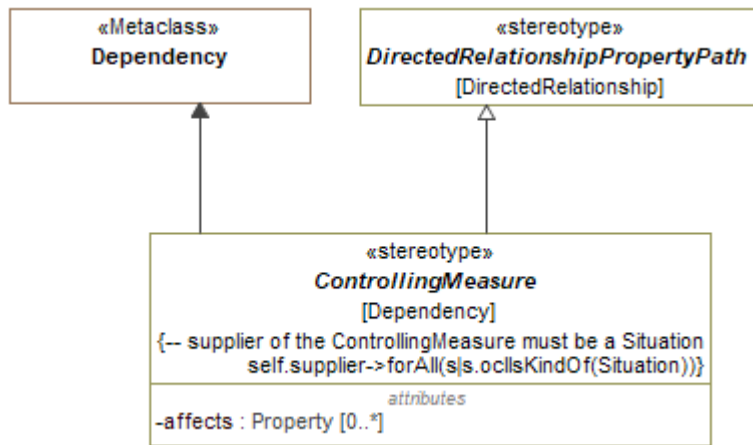 «Metaclass»
Dependency
«stereotype»
DirectedRelationshipPropertyPath
[DirectedRelationship]
«stereotype»
ControllingMeasure
[Dependency]
{-- supplier of the ControllingMeasure must be a Situation
self.supplier->forAll(s|s.oclIsKindOf(Situation))}
attributes
-affects : Property [0..*]